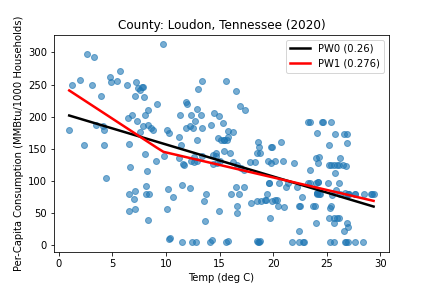 County: Loudon, Tennessee (2020)
PW0 (0.26)
PW1 (0.276)
Per-Capita Consumption (MMBtu/1000 Households)
300
250
200
150
100
50
0
0 5 10 15 20 25 30
Temp (deg C)